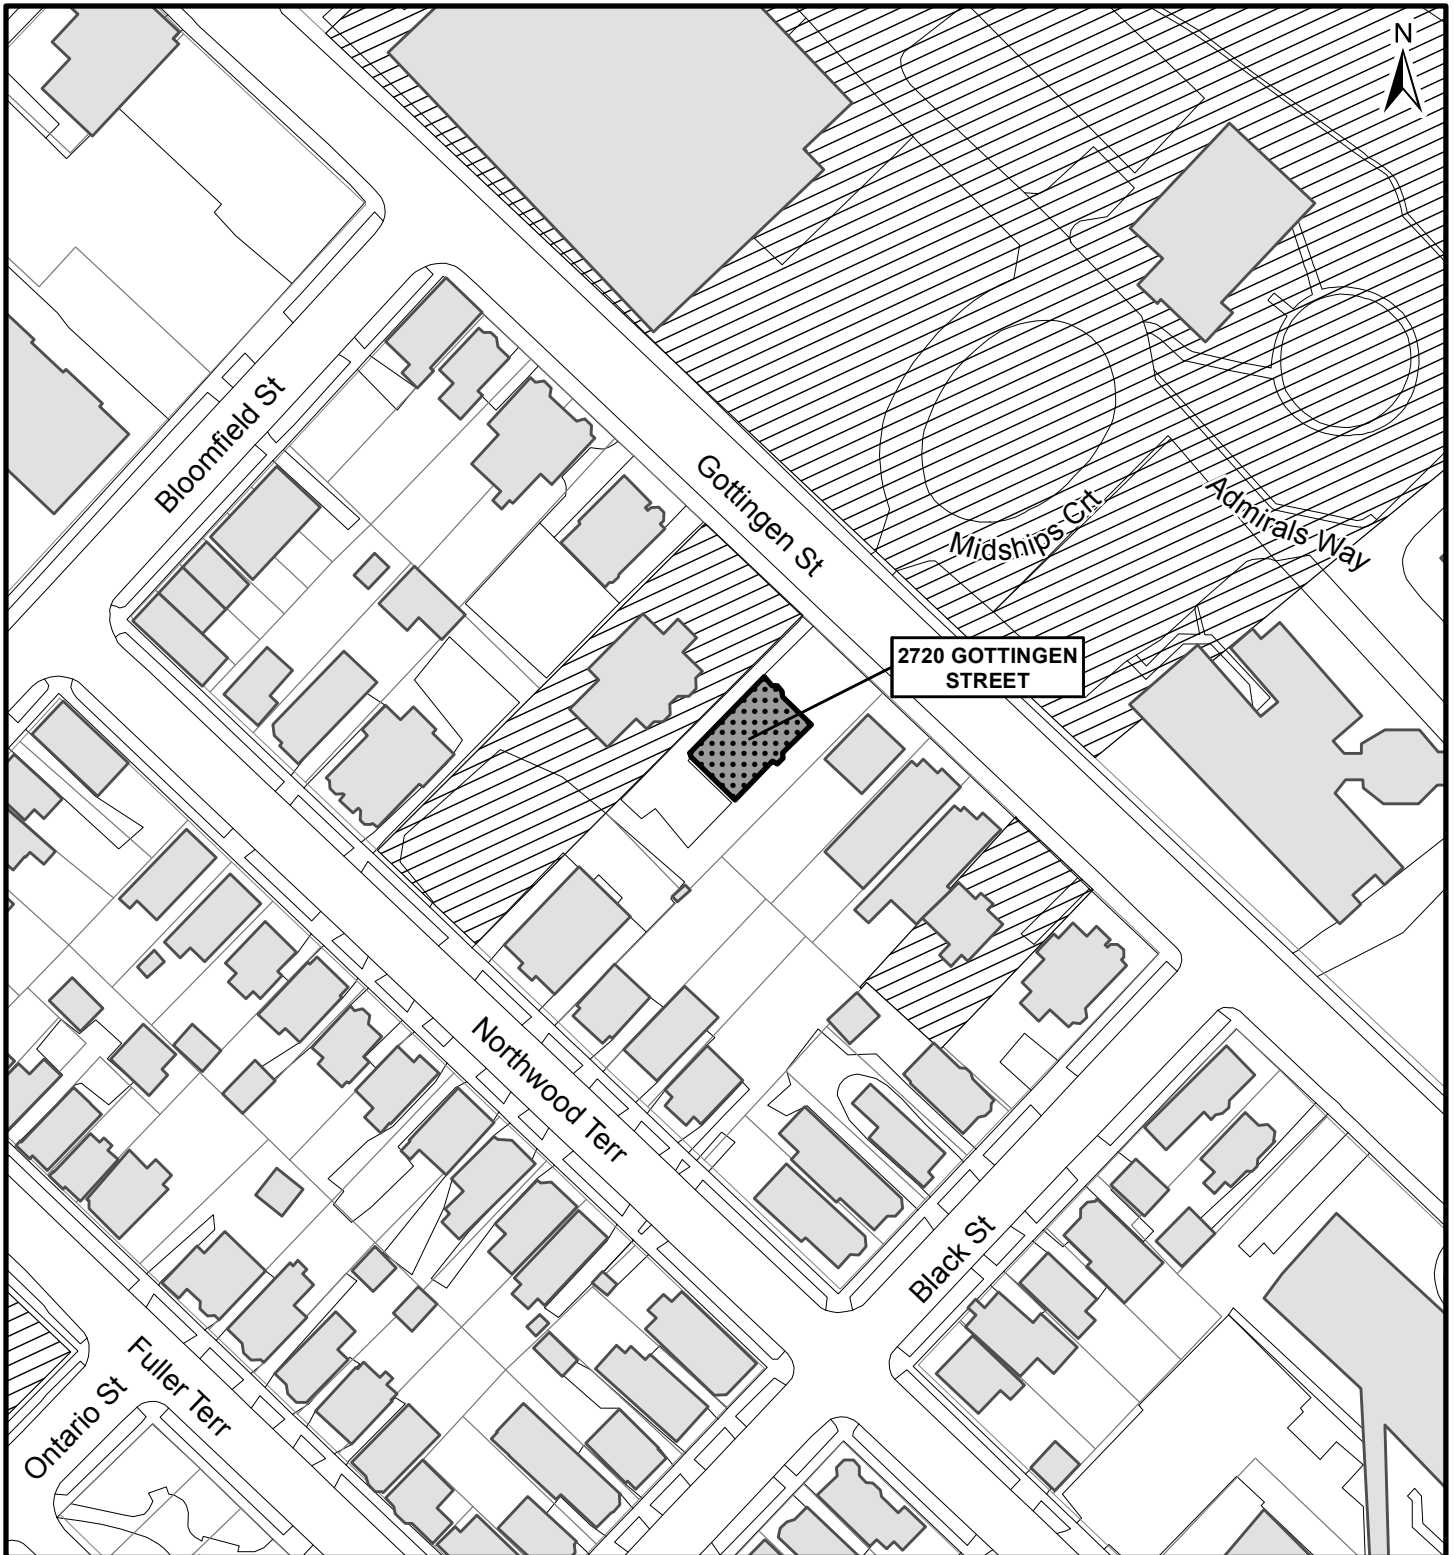 N
Bloomfield St
Gottingen St
Midships Crt
Admirals Way
2720 GOTTINGEN
STREET
Northwood Terr
Black St
Fuller Terr
Ontario St